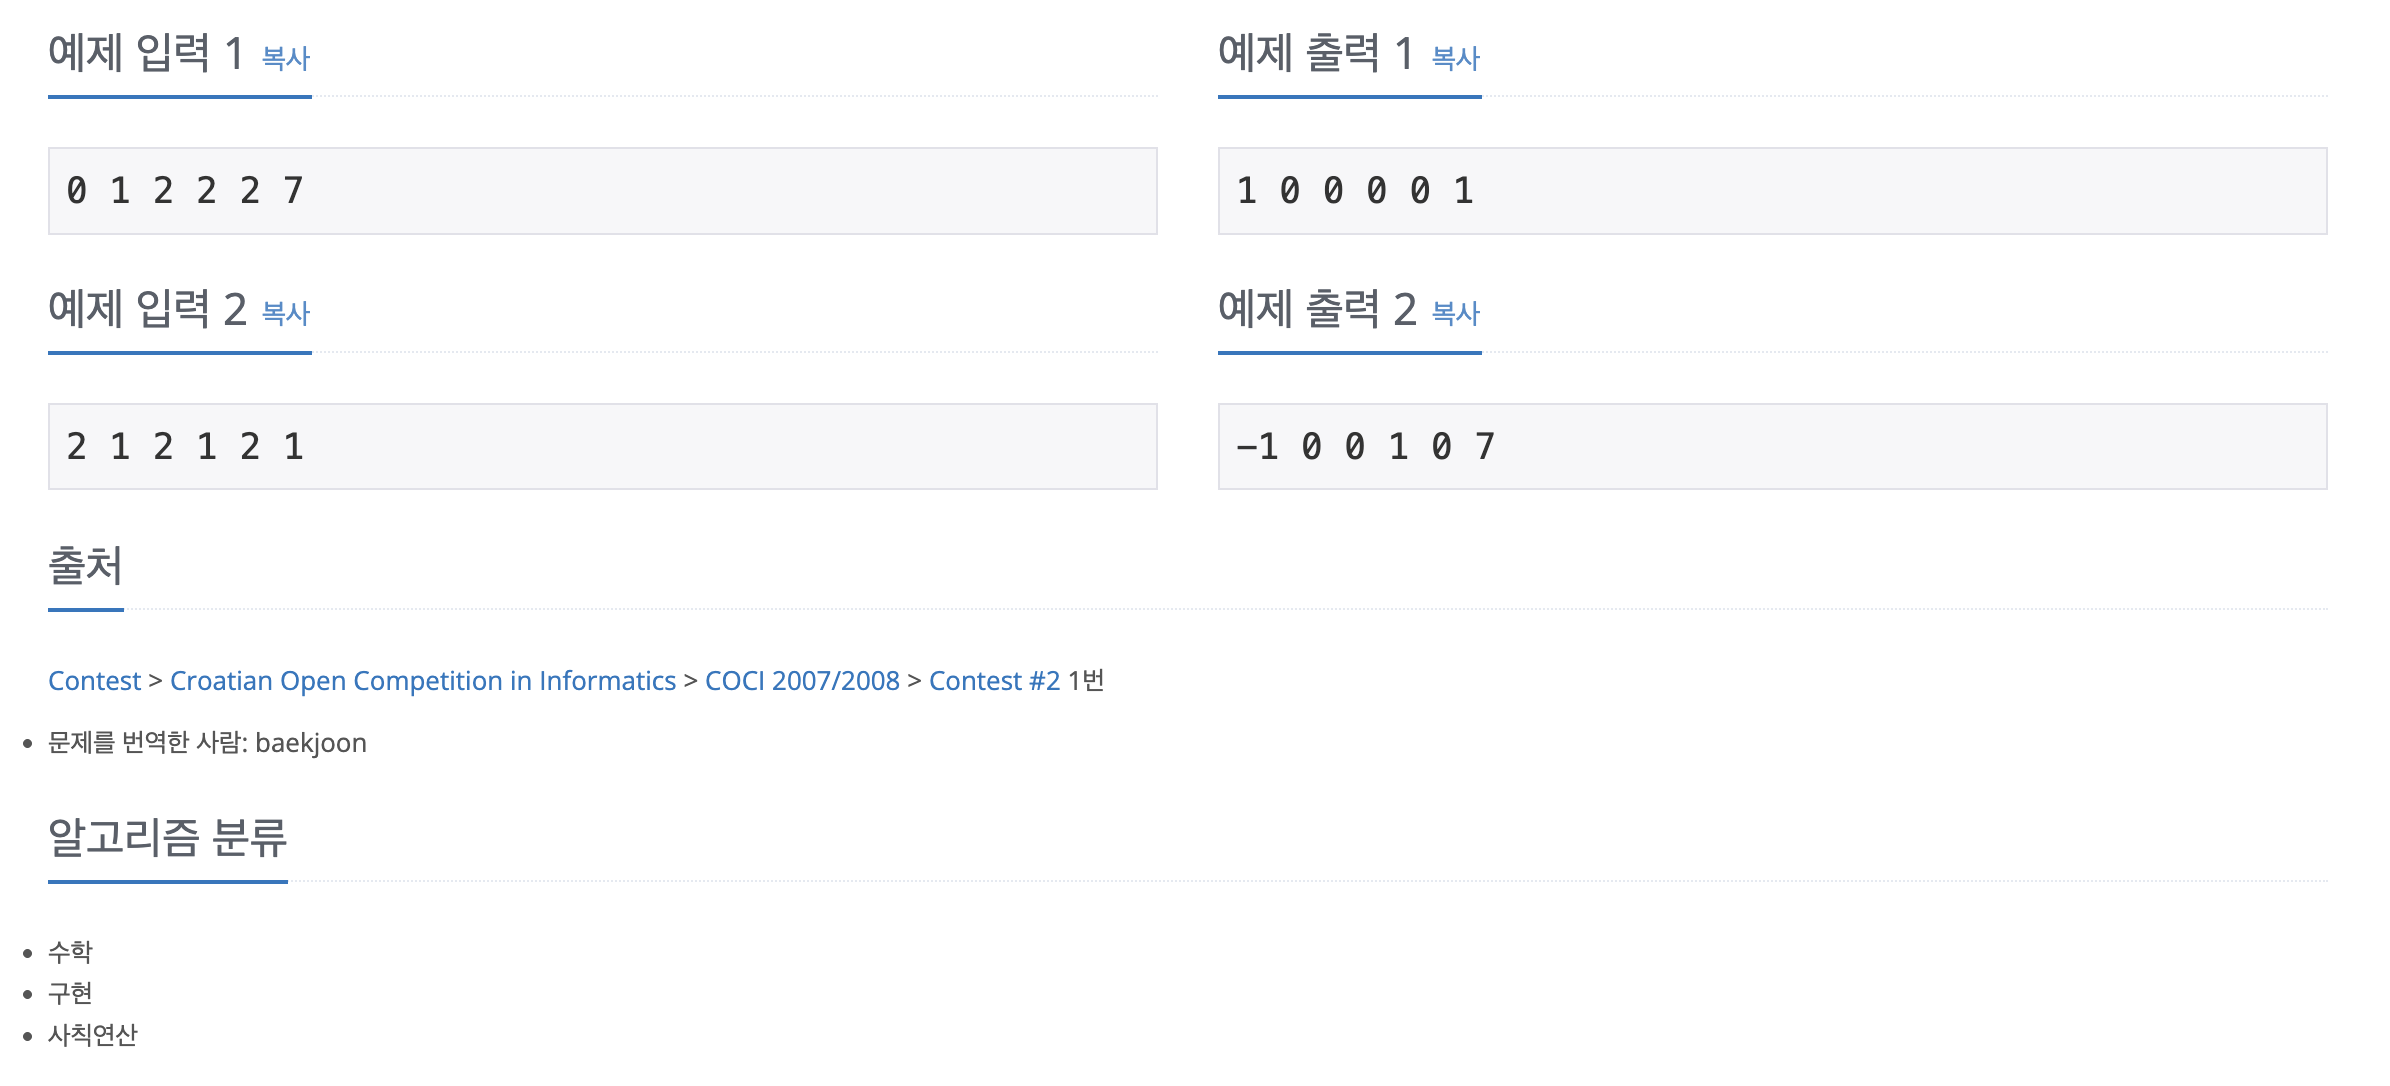 예제 입력 1 복사
예제 출력 1 복사
0 1 2 2 2 7
1 0 0 0 0 1
예제 입력 2 복사
예제 출력 2 복사
2 1 2 1 2 1
-1 0 0 1 0 7
출처
Contest > Croatian Open Competition in Informatics > COCI 2007/2008 > Contest #2 1번
문제를 번역한 사람: baekjoon
알고리즘 분류
수학
구현
사칙연산